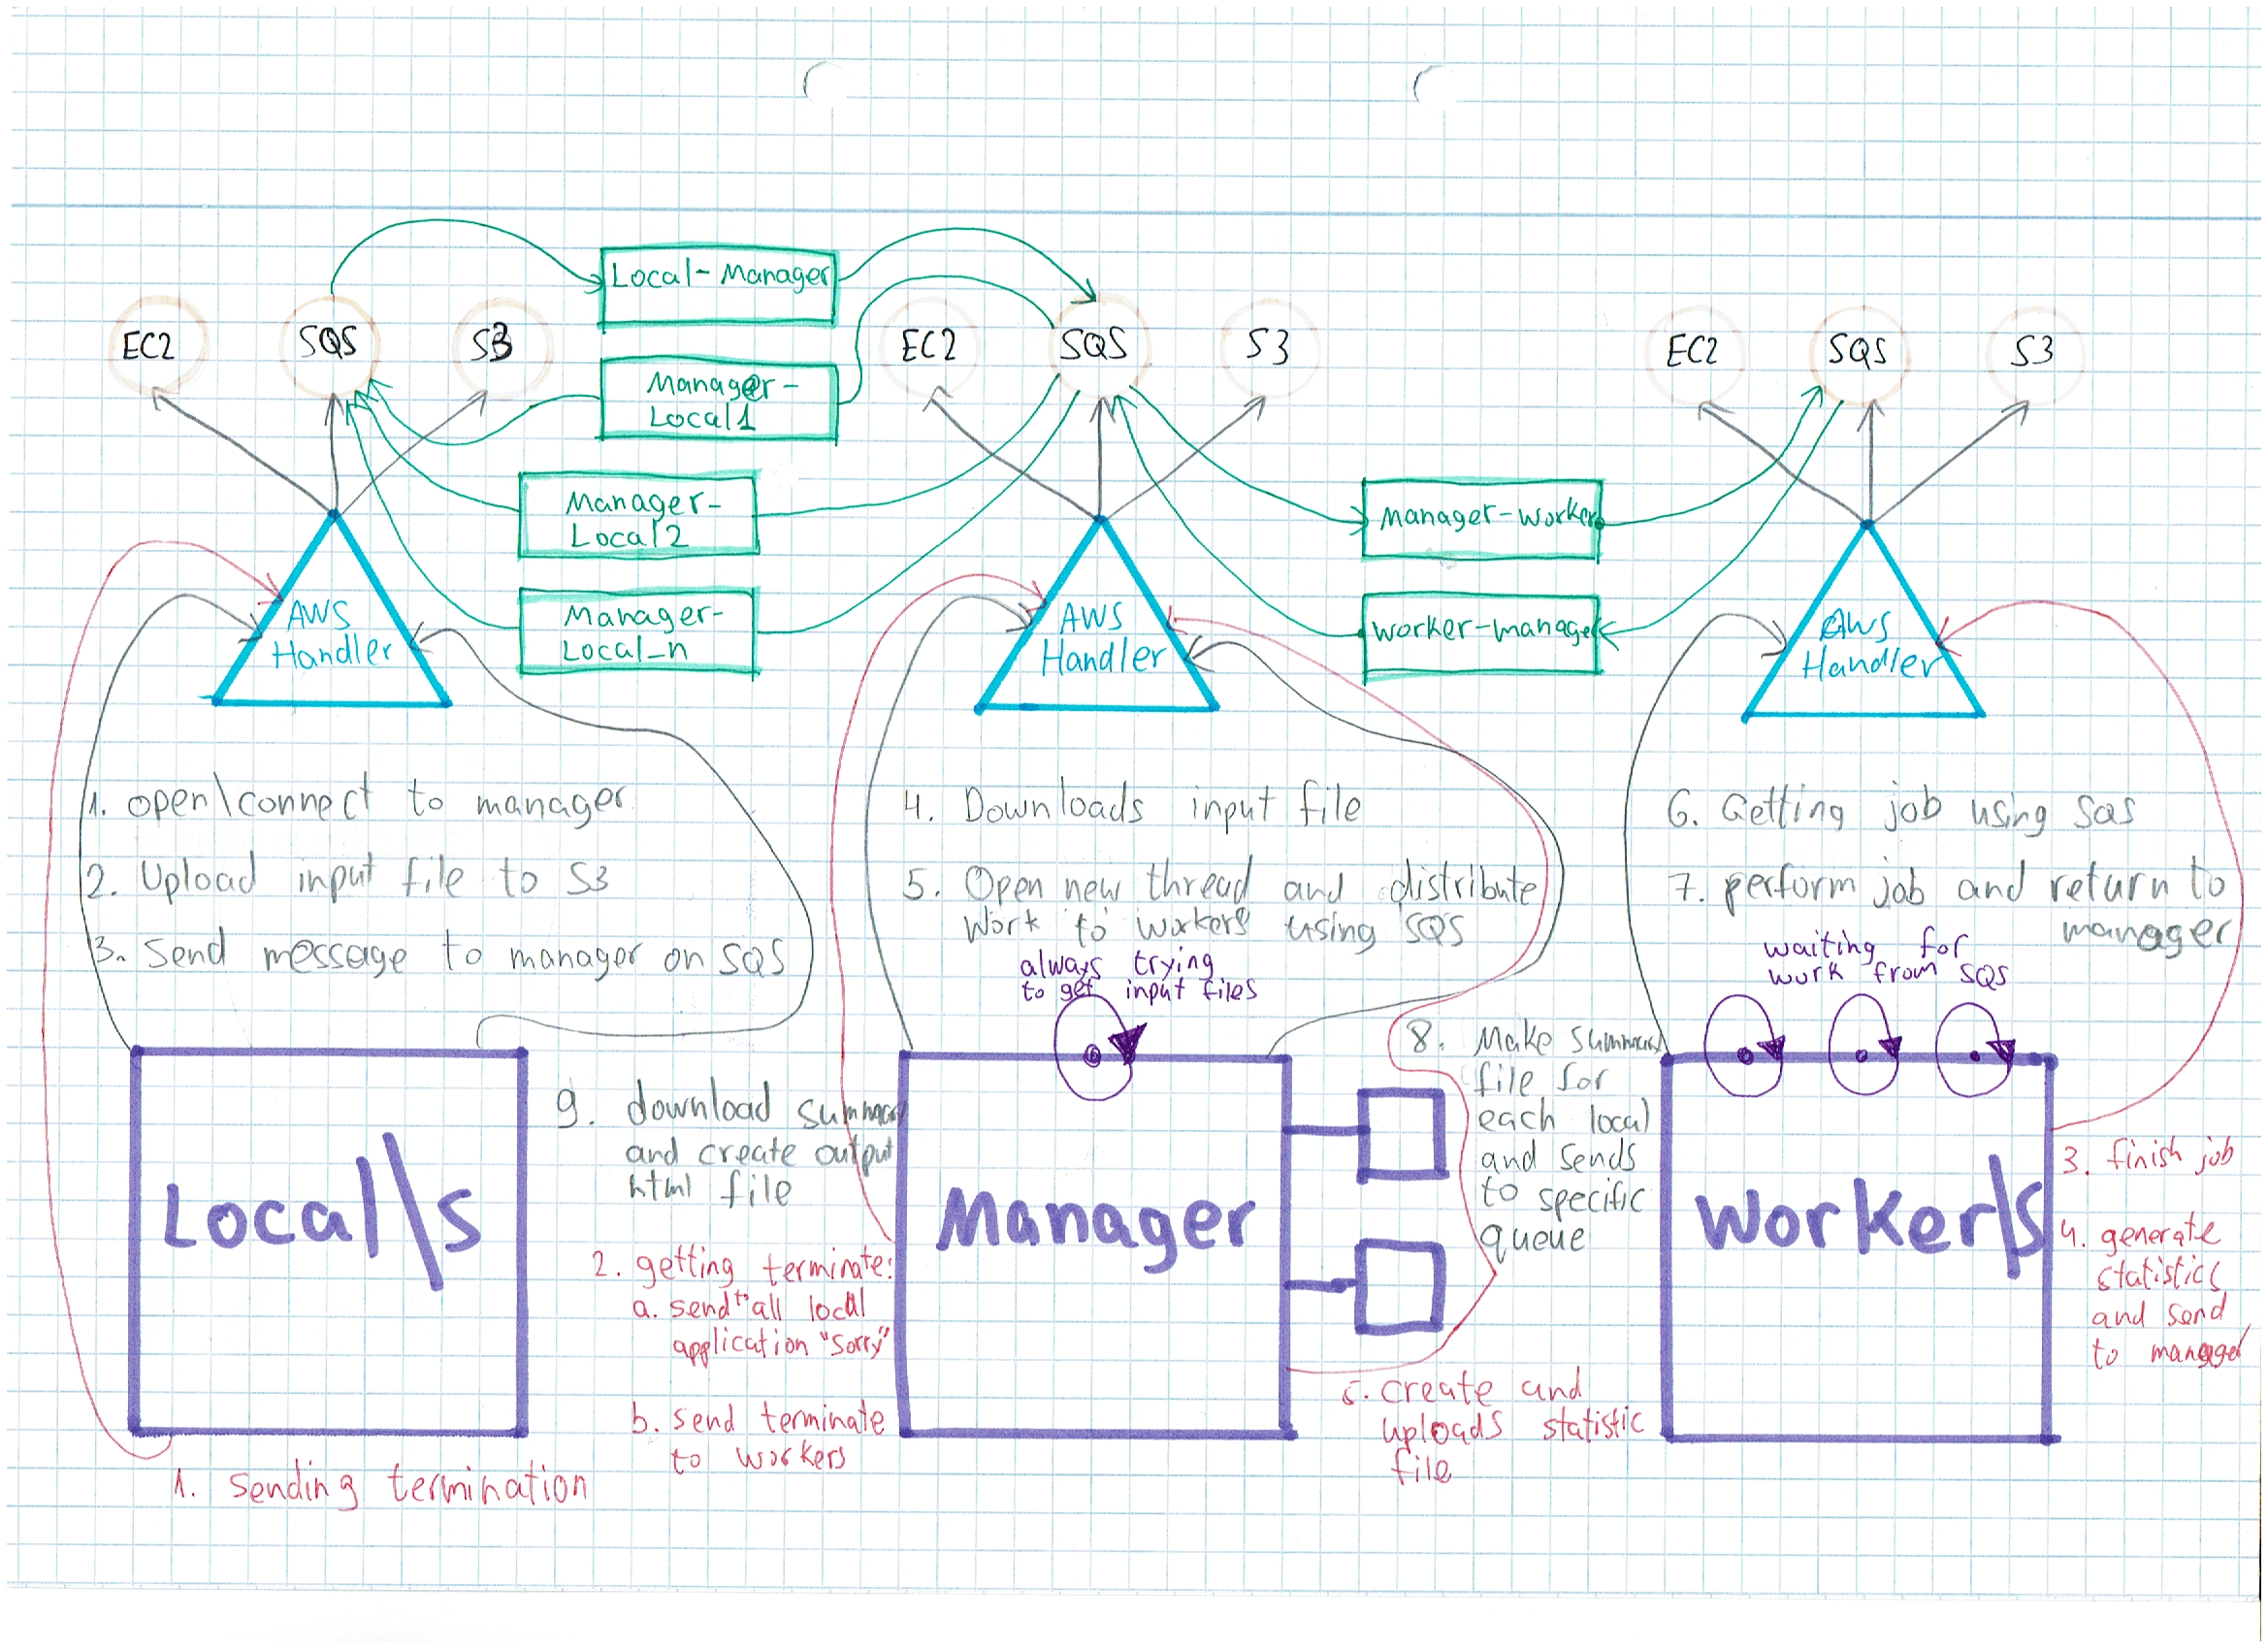 Local-Manager
EC2
SQS
S3
Manager-
Local1
EC2
SQS
S3
EC2
SQS
S3
Manager-
Local2
Manager-worker
Manager-
Local_n
worker-manager
AWS
Handler
AWS
Handler
AWS
Handler
1. open\connect to manager
2. Upload input file to S3
3. Send message to manager on SQS
4. Downloads input file
5. Open new thread and distribute
work to workers using SQS
always trying
to get input files
6. Getting job using SQS
7. perform job and return to
manager
waiting for
work from SQS
Local\s
9. download summary
and create output
html file
Manager
8. Make summary
file for
each local
and sends
to specific
queue
Worker\s
1. sending termination
2. getting terminate:
a. send to all local
application "sorry"
b. send terminate
to workers
5. create and
uploads statistic
file
3. finish job
4. generate
statistics
and send
to manager